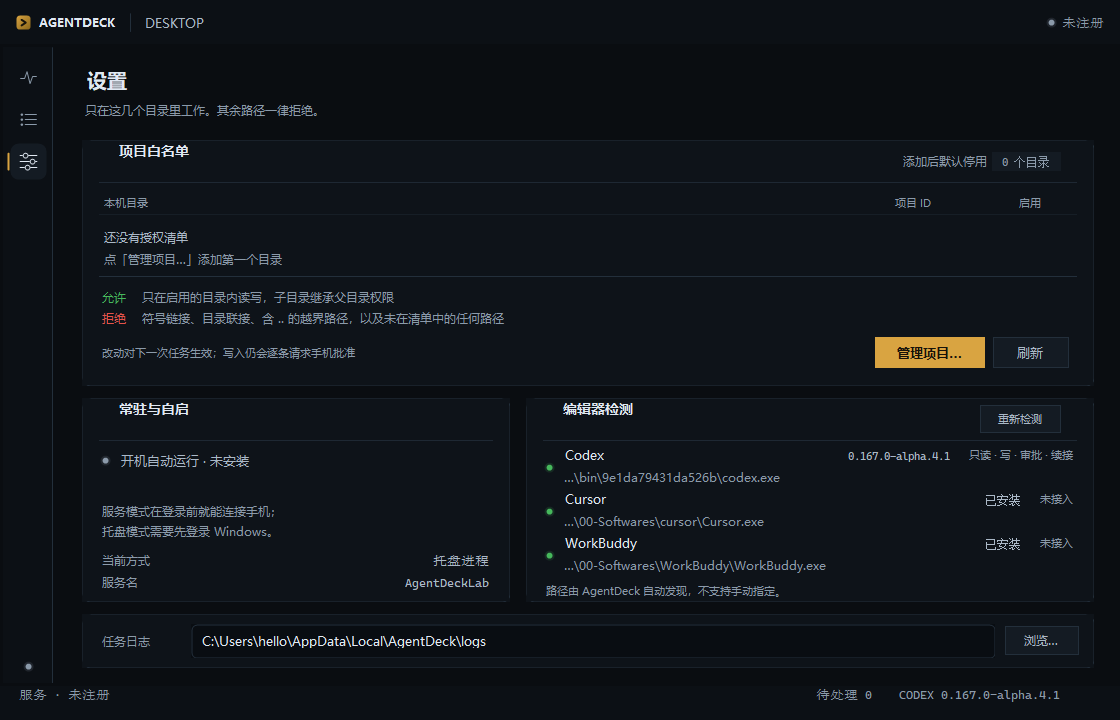 AGENTDECK DESKTOP 未注册
设置
只在这几个目录里工作。其余路径一律拒绝。
项目白名单
添加后默认停用 0 个目录
本机目录 项目 ID 启用
还没有授权清单
点「管理项目…」添加第一个目录
允许 只在启用的目录内读写，子目录继承父目录权限
拒绝 符号链接、目录联接、含 .. 的越界路径，以及未在清单中的任何路径
改动对下一次任务生效；写入仍会逐条请求手机批准
管理项目… 刷新
常驻与自启
开机自动运行 · 未安装
服务模式在登录前就能连接手机；
托盘模式需要先登录 Windows。
当前方式 托盘进程
服务名 AgentDeckLab
编辑器检测
重新检测
Codex 0.167.0-alpha.4.1 只读 · 写 · 审批 · 续接
…\bin\9e1da79431da526b\codex.exe
Cursor 已安装 未接入
…\00-Softwares\cursor\Cursor.exe
WorkBuddy 已安装 未接入
…\00-Softwares\WorkBuddy\WorkBuddy.exe
路径由 AgentDeck 自动发现，不支持手动指定。
任务日志 C:\Users\hello\AppData\Local\AgentDeck\logs 浏览…
服务 · 未注册 待处理 0 CODEX 0.167.0-alpha.4.1